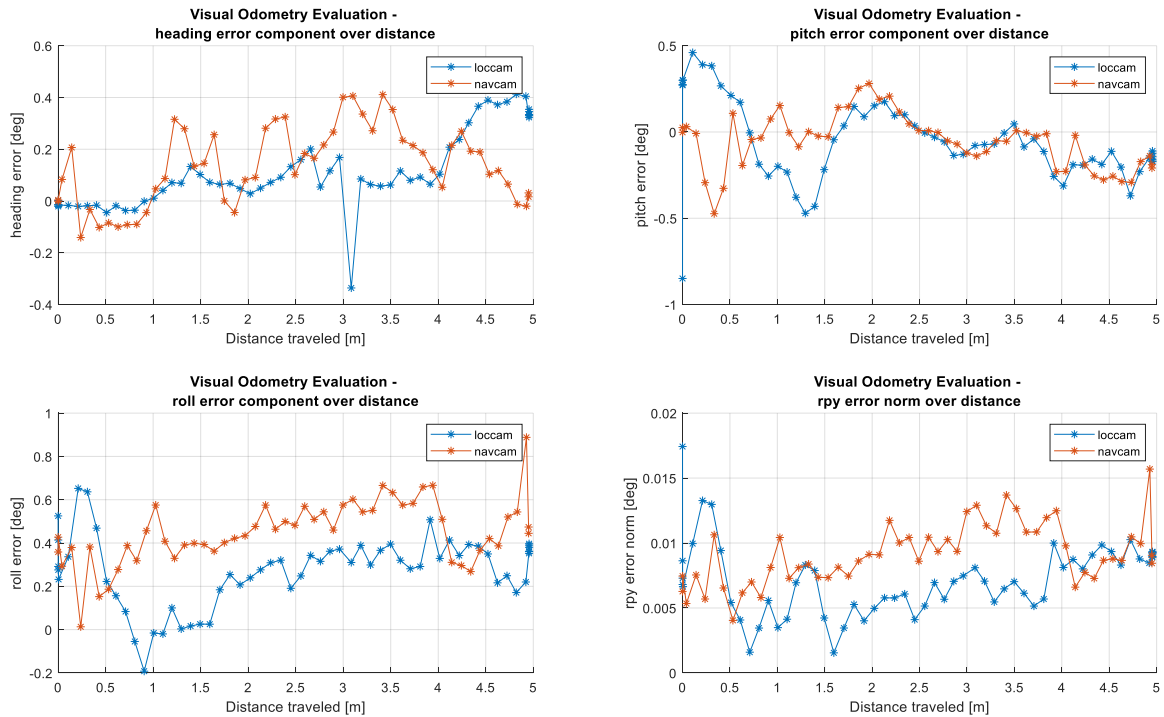 Visual Odometry Evaluation -
heading error component over distance
0.6
0.4
0.2
0
-0.2
-0.4
heading error [deg]
loccam
navcam
0 0.5 1 1.5 2 2.5 3 3.5 4 4.5 5
Distance traveled [m]
Visual Odometry Evaluation -
pitch error component over distance
0.5
0
-0.5
-1
pitch error [deg]
loccam
navcam
0 0.5 1 1.5 2 2.5 3 3.5 4 4.5 5
Distance traveled [m]
Visual Odometry Evaluation -
roll error component over distance
1
0.8
0.6
0.4
0.2
0
-0.2
roll error [deg]
loccam
navcam
0 0.5 1 1.5 2 2.5 3 3.5 4 4.5 5
Distance traveled [m]
Visual Odometry Evaluation -
rpy error norm over distance
0.02
0.015
0.01
0.005
0
rpy error norm [deg]
loccam
navcam
0 0.5 1 1.5 2 2.5 3 3.5 4 4.5 5
Distance traveled [m]